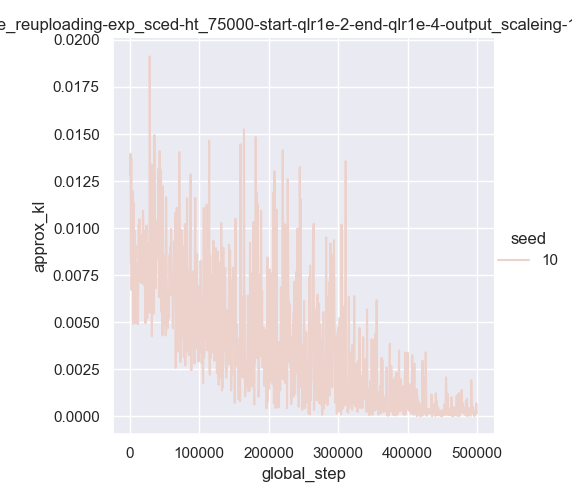 e_reuploading-exp_sced-ht_75000-start-qlr1e-2-end-qlr1e-4-output_scaleing-1
0.0200
0.0175
0.0150
0.0125
0.0100
0.0075
0.0050
0.0025
0.0000
approx_kl
0 100000 200000 300000 400000 500000
global_step
seed
10